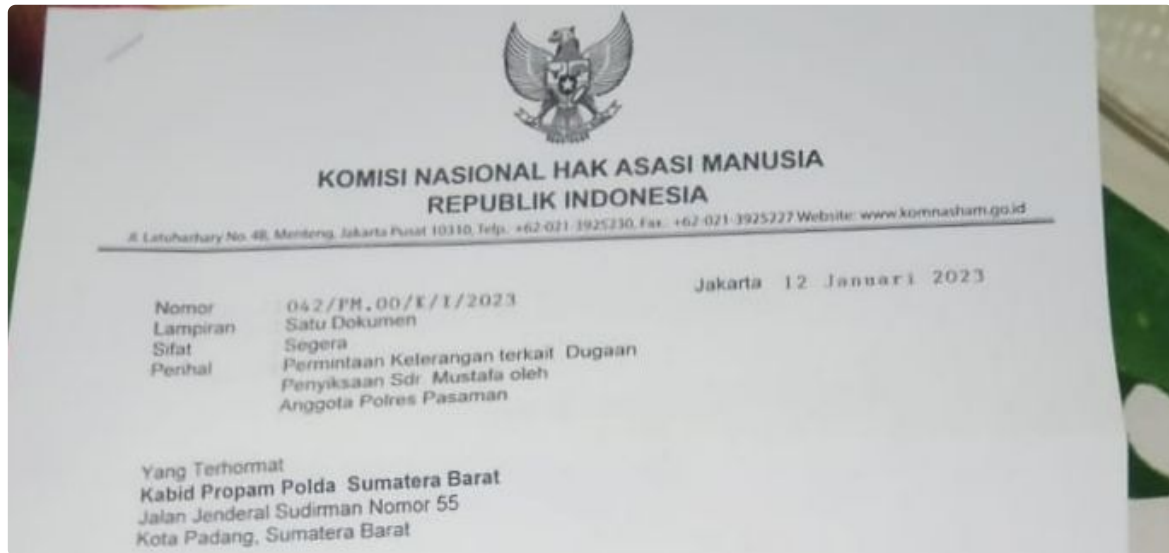 KOMISI NASIONAL HAK ASASI MANUSIA
REPUBLIK INDONESIA
Jl. Latuharhary No. 4B, Menteng, Jakarta Pusat 10310, Telp. +62-021-3925230, Fax. +62-021-3925227 Website: www.komnasham.go.id
Jakarta 12 Januari 2023
Nomor 042/PM.00/K/I/2023
Lampiran Satu Dokumen
Sifat Segera
Perihal Permintaan Keterangan terkait Dugaan
Penyiksaan Sdr. Mustafa oleh
Anggota Polres Pasaman
Yang Terhormat
Kabid Propam Polda Sumatera Barat
Jalan Jenderal Sudirman Nomor 55
Kota Padang, Sumatera Barat